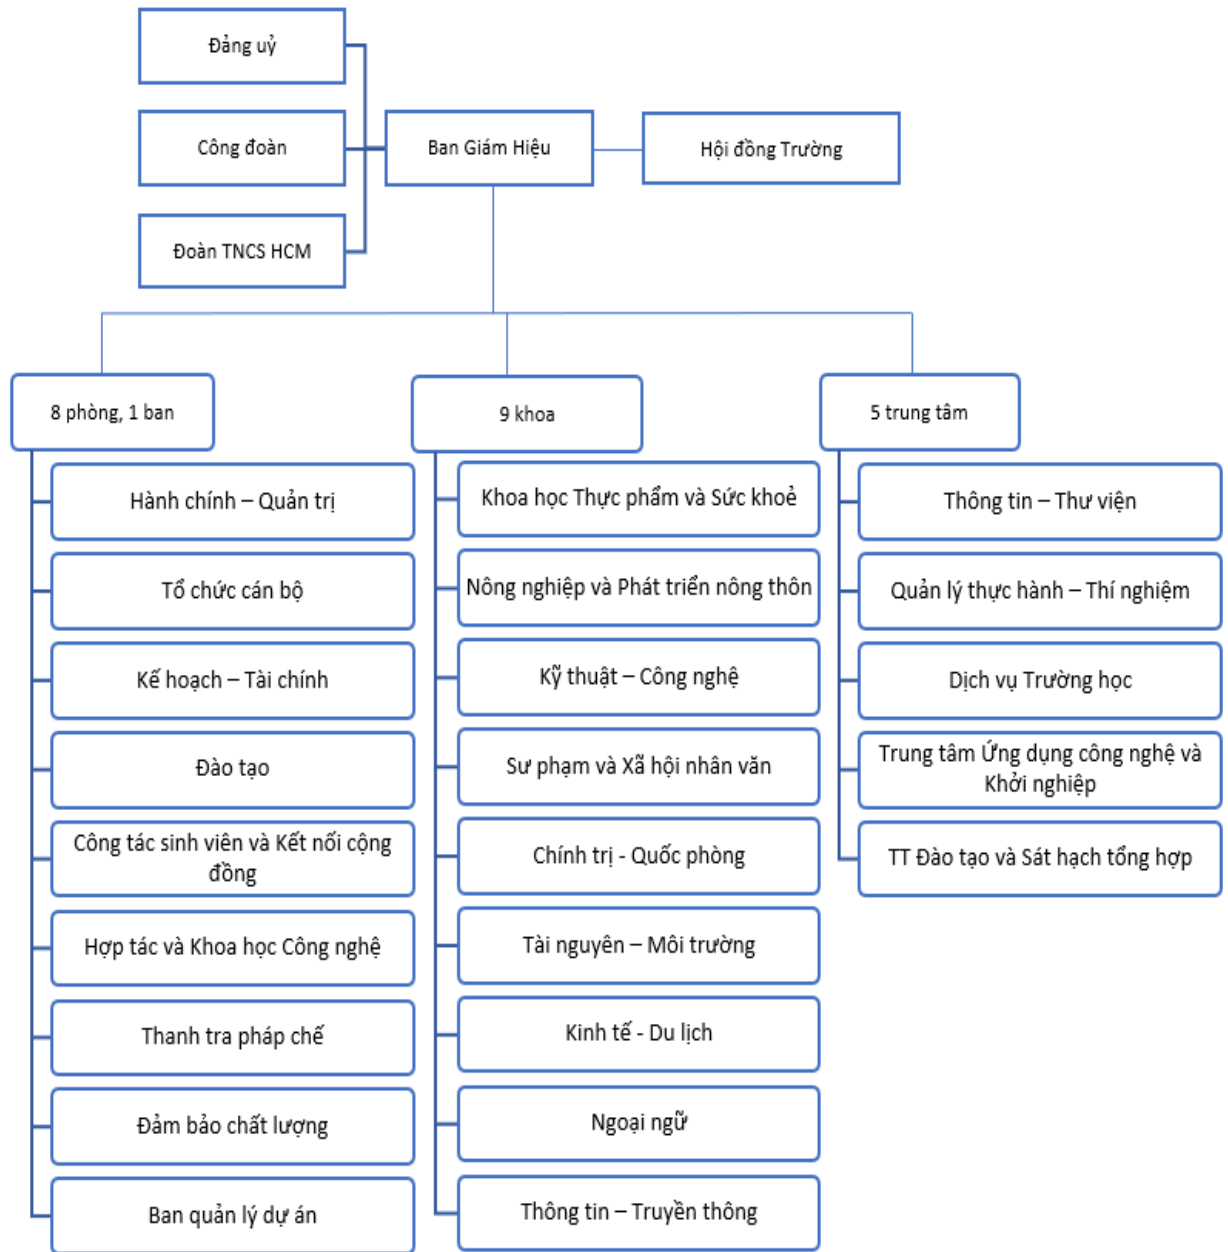 Đảng uỷ
Công đoàn
Ban Giám Hiệu
Hội đồng Trường
Đoàn TNCS HCM
8 phòng, 1 ban
Hành chính – Quản trị
Tổ chức cán bộ
Kế hoạch – Tài chính
Đào tạo
Công tác sinh viên và Kết nối cộng
đồng
Hợp tác và Khoa học Công nghệ
Thanh tra pháp chế
Đảm bảo chất lượng
Ban quản lý dự án
9 khoa
Khoa học Thực phẩm và Sức khoẻ
Nông nghiệp và Phát triển nông thôn
Kỹ thuật – Công nghệ
Sư phạm và Xã hội nhân văn
Chính trị - Quốc phòng
Tài nguyên – Môi trường
Kinh tế - Du lịch
Ngoại ngữ
Thông tin – Truyền thông
5 trung tâm
Thông tin – Thư viện
Quản lý thực hành – Thí nghiệm
Dịch vụ Trường học
Trung tâm Ứng dụng công nghệ và
Khởi nghiệp
TT Đào tạo và Sát hạch tổng hợp